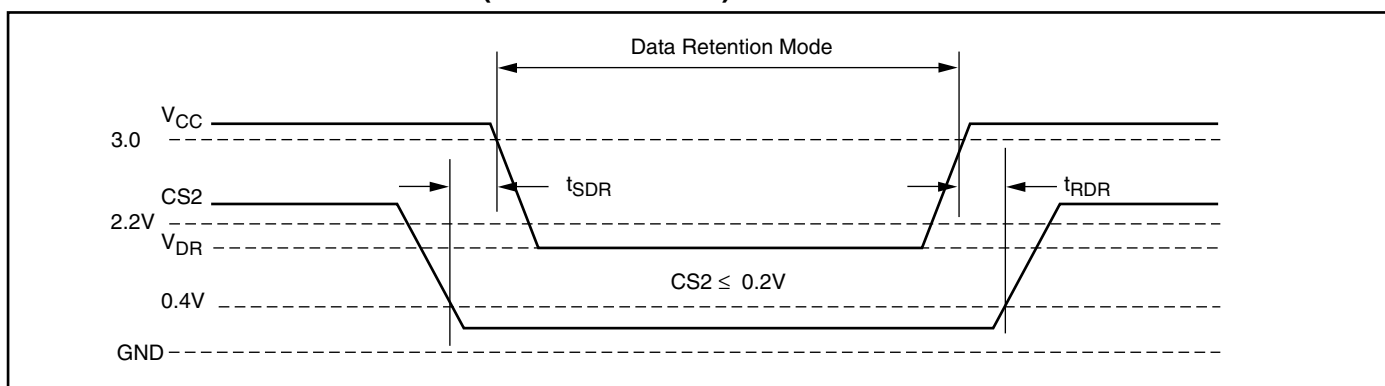 Data Retention Mode
VCC
3.0
tSDR
tRDR
CS2
2.2V
VDR
CS2 ≤ 0.2V
0.4V
GND